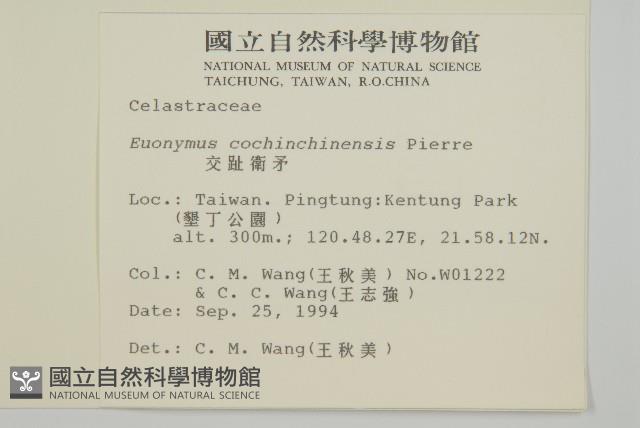 國立自然科學博物館
NATIONAL MUSEUM OF NATURAL SCIENCE
TAICHUNG, TAIWAN, R.O.CHINA
Celastraceae
Euonymus cochinchinensis Pierre
交趾衛矛
Loc.: Taiwan. Pingtung:Kentung Park
(墾丁公園)
alt. 300m.; 120.48.27E, 21.58.12N.
Col.: C. M. Wang(王秋美) No.W01222
& C. C. Wang(王志強)
Date: Sep. 25, 1994
Det.: C. M. Wang(王秋美)
國立自然科學博物館
NATIONAL MUSEUM OF NATURAL SCIENCE